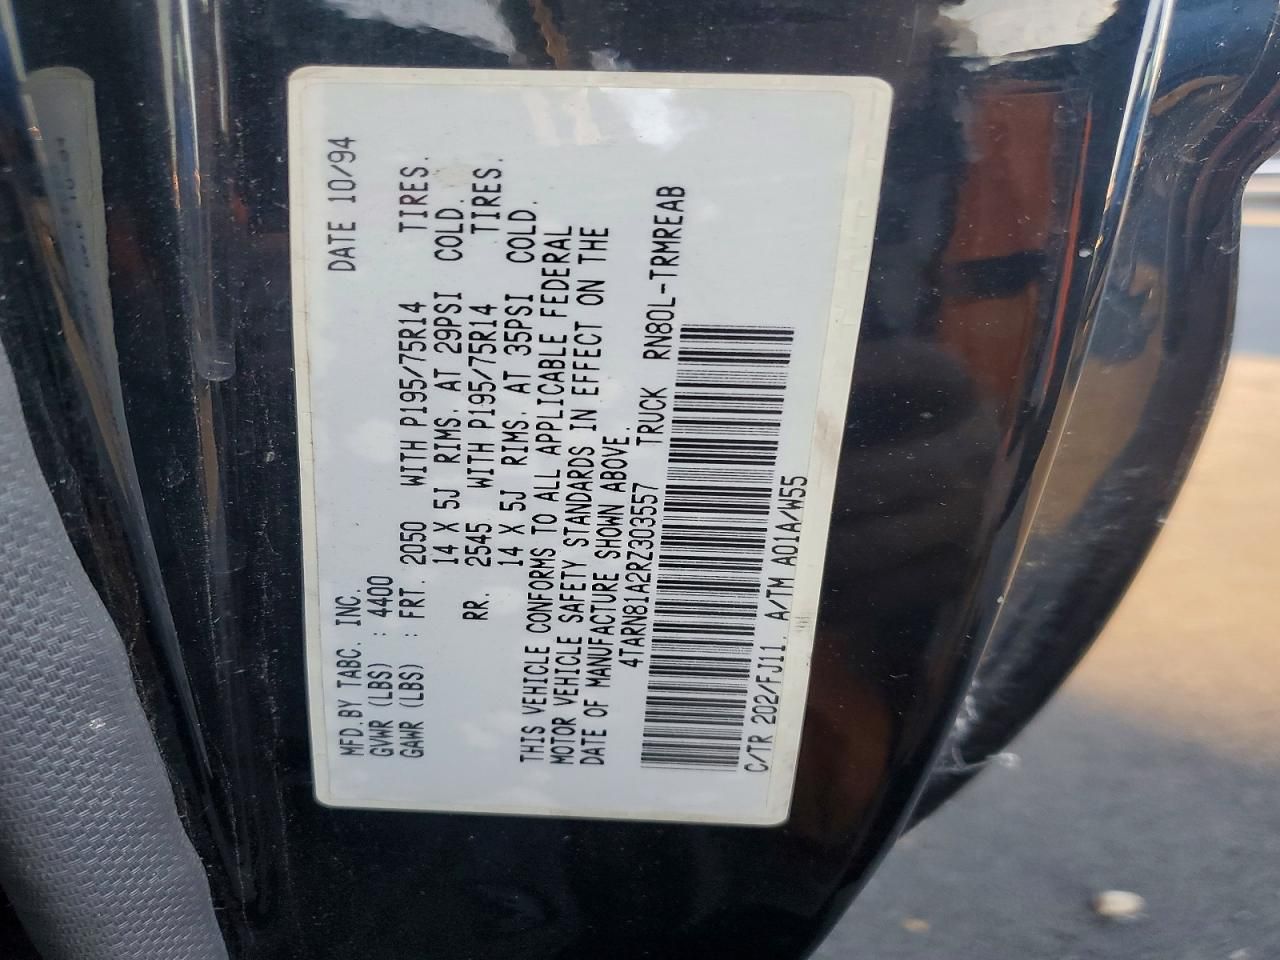 MFD.BY TABC. INC. DATE 10/94
GVWR (LBS) : 4400
GAWR (LBS) : FRT. 2050 WITH P195/75R14 TIRES.
14 X 5J RIMS. AT 29PSI COLD.
RR. 2545 WITH P195/75R14 TIRES.
14 X 5J RIMS. AT 35PSI COLD.
THIS VEHICLE CONFORMS TO ALL APPLICABLE FEDERAL
MOTOR VEHICLE SAFETY STANDARDS IN EFFECT ON THE
DATE OF MANUFACTURE SHOWN ABOVE.
4TARN81A2RZ303557 TRUCK RN80L-TRMREAB
C/TR 202/FJ11. A/TM A01A/W55